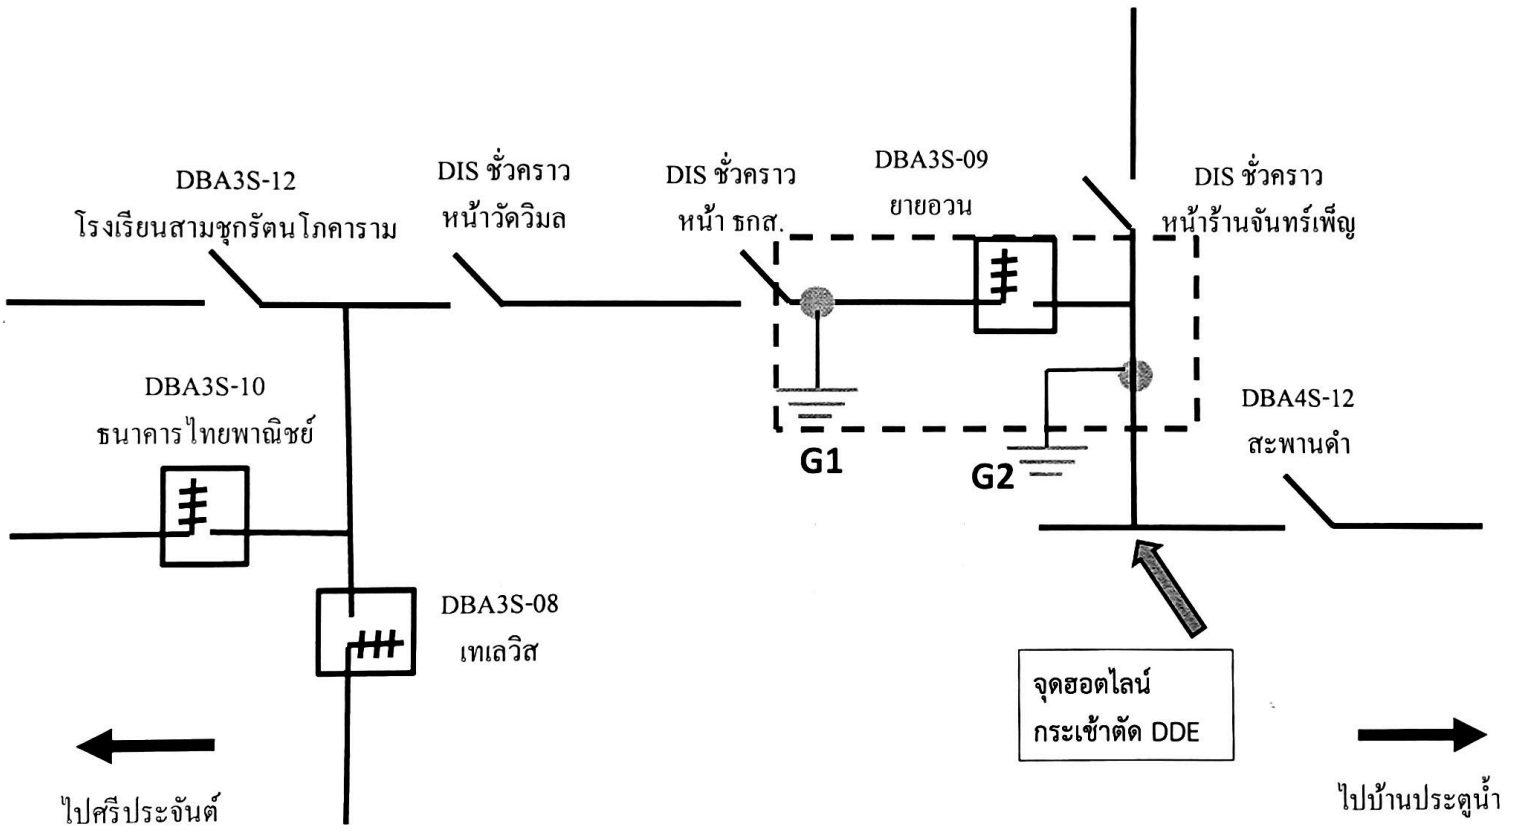 DBA3S-12
โรงเรียนสามชุกรัตนโภคาราม
DIS ชั่วคราว
หน้าวัดวิมล
DIS ชั่วคราว
หน้า ธกส.
DBA3S-09
ยายอวน
DIS ชั่วคราว
หน้าร้านจันทร์เพ็ญ
DBA3S-10
ธนาคารไทยพาณิชย์
G1
G2
DBA4S-12
สะพานดำ
DBA3S-08
เทเลวิส
จุดฮอตไลน์
กระเช้าตัด DDE
ไปศรีประจันต์
ไปบ้านประตูน้ำ